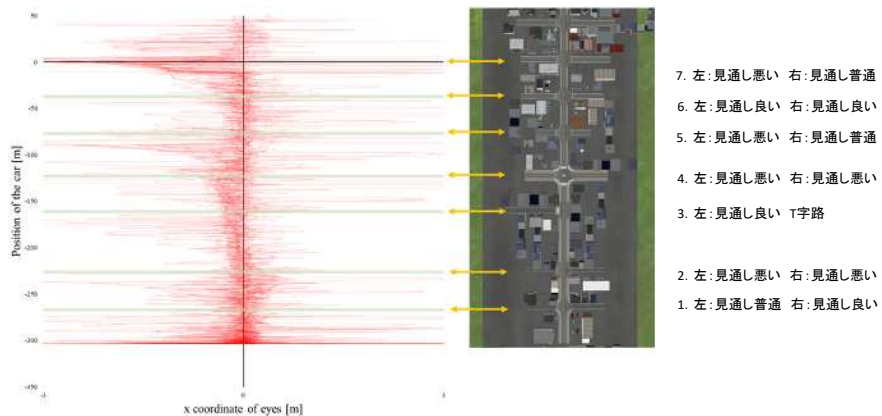 50
0
-50
-100
-150
-200
-250
-300
-350
Position of the car [m]
0
x coordinate of eyes [m]
7. 左：見通し悪い 右：見通し普通
6. 左：見通し良い 右：見通し良い
5. 左：見通し悪い 右：見通し普通
4. 左：見通し悪い 右：見通し悪い
3. 左：見通し良い T字路
2. 左：見通し悪い 右：見通し悪い
1. 左：見通し普通 右：見通し良い